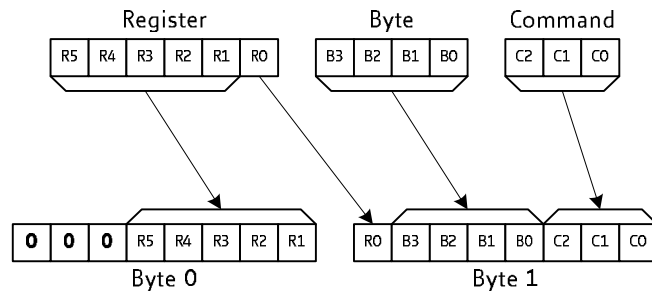 Register Byte Command
R5 R4 R3 R2 R1 R0 B3 B2 B1 B0 C2 C1 C0
0 0 0 R5 R4 R3 R2 R1 R0 B3 B2 B1 B0 C2 C1 C0
Byte 0 Byte 1